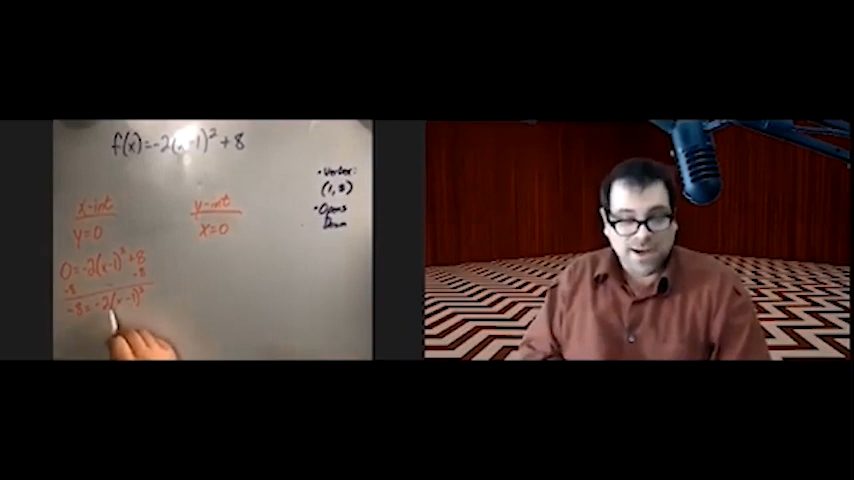 f(x)=-2(x-1)²+8
x-int
y=0
0=-2(x-1)²+8
-8 -8
-8=-2(x-1)²
y-int
x=0
• Vertex:
(1,8)
• Opens
Down